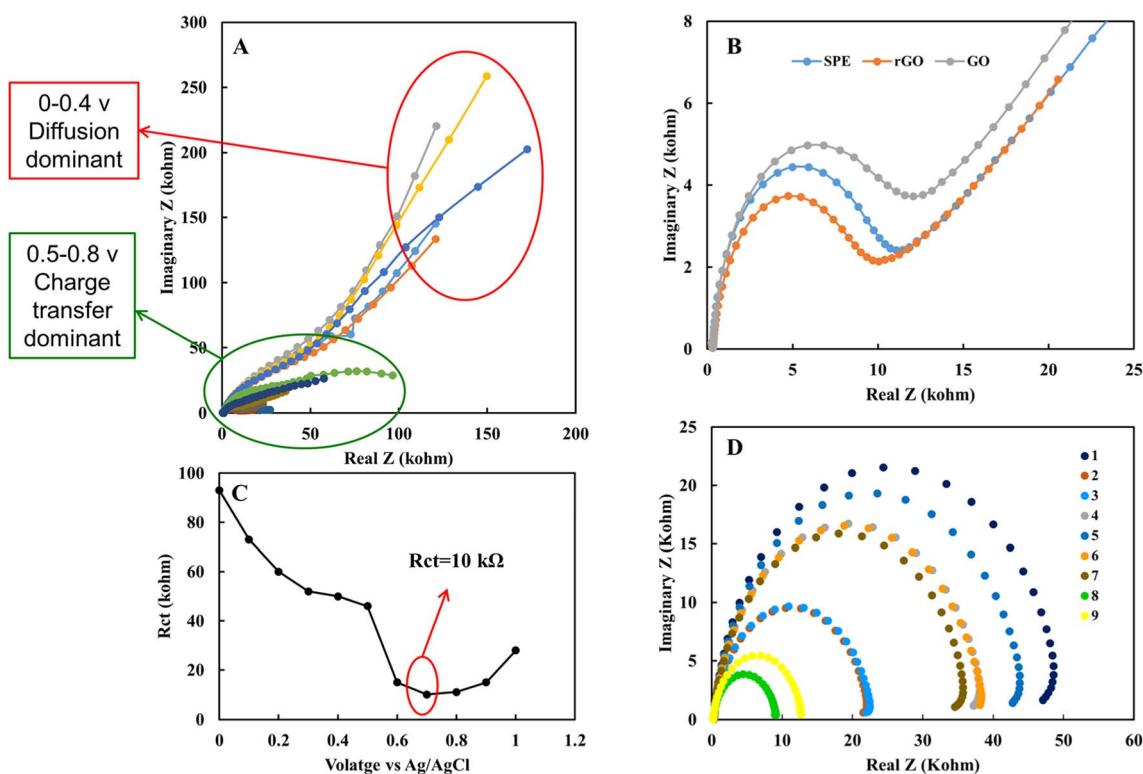 0-0.4 v
Diffusion
dominant
0.5-0.8 v
Charge
transfer
dominant
A
Imaginary Z (kohm)
300
250
200
150
100
50
0
0 50 100 150 200
Real Z (kohm)
B
SPE rGO GO
Imaginary Z (kohm)
8
6
4
2
0
0 5 10 15 20 25
Real Z (kohm)
C
Rct=10 kΩ
Rct (kohm)
100
80
60
40
20
0
0 0.2 0.4 0.6 0.8 1 1.2
Volatge vs Ag/AgCl
D
1
2
3
4
5
6
7
8
9
Imaginary Z (Kohm)
25
20
15
10
5
0
0 10 20 30 40 50 60
Real Z (Kohm)